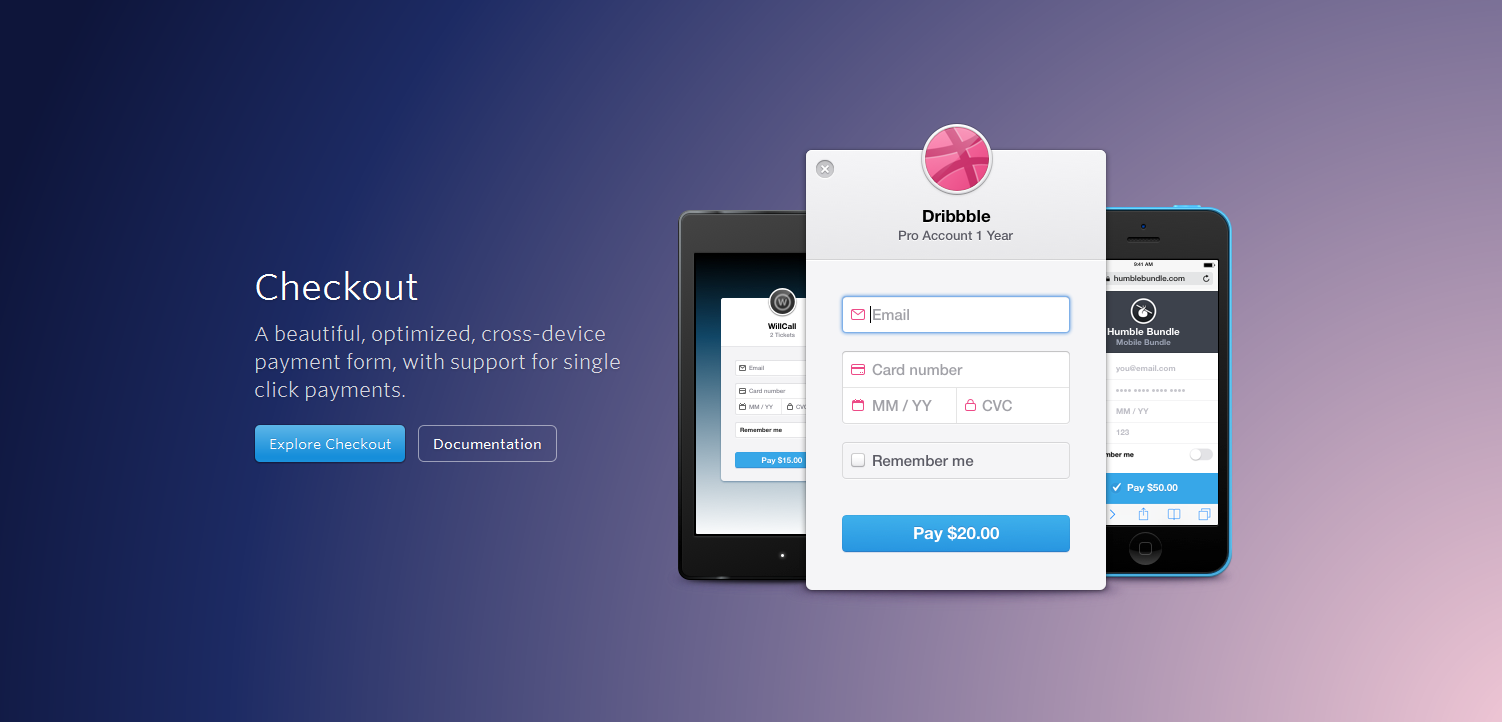 Checkout
A beautiful, optimized, cross-device
payment form, with support for single
click payments.
Explore Checkout
Documentation
W
WillCall
2 Tickets
Email
Card number
MM / YY
CVC
Remember me
Pay $15.00
Dribbble
Pro Account 1 Year
Email
Card number
MM / YY
CVC
Remember me
Pay $20.00
9:41 AM
humblebundle.com
Humble Bundle
Mobile Bundle
you@email.com
•••• •••• •••• ••••
MM / YY
123
mber me
Pay $50.00